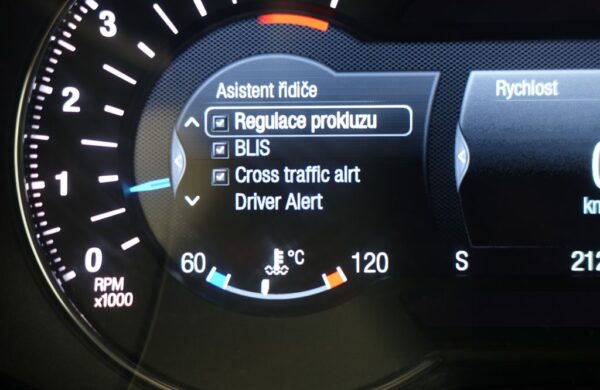 3
2
1
0
RPM
x1000
Asistent řidiče
Regulace prokluzu
BLIS
Cross traffic alrt
Driver Alert
60 °C 120
Rychlost
km
S 212